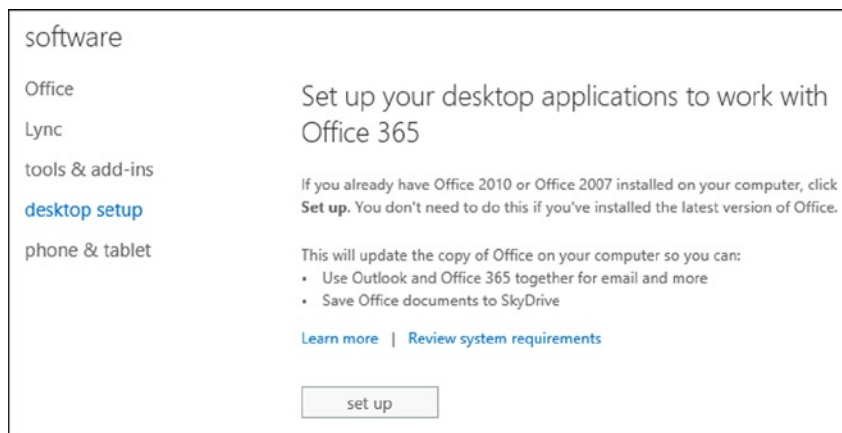 software
Office
Lync
tools & add-ins
desktop setup
phone & tablet
Set up your desktop applications to work with
Office 365
If you already have Office 2010 or Office 2007 installed on your computer, click
Set up. You don't need to do this if you've installed the latest version of Office.
This will update the copy of Office on your computer so you can:
• Use Outlook and Office 365 together for email and more
• Save Office documents to SkyDrive
Learn more | Review system requirements
set up